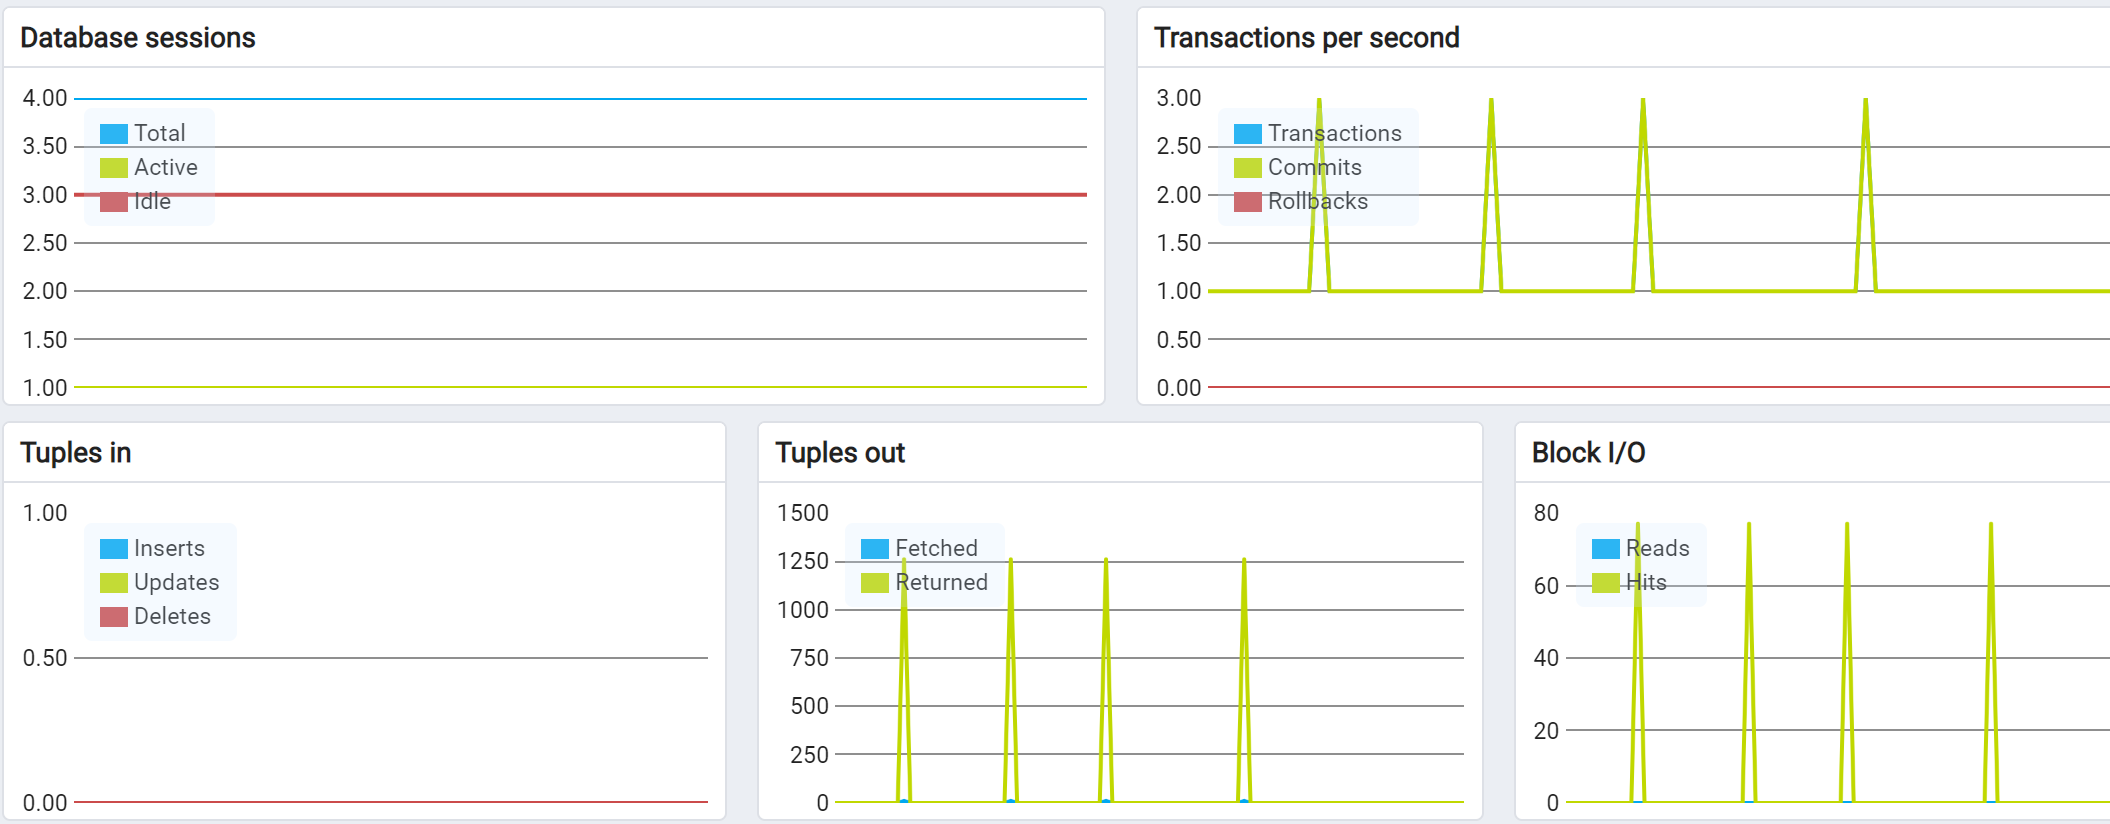 Database sessions
4.00
3.50
3.00
2.50
2.00
1.50
1.00
Total
Active
Idle
Transactions per second
3.00
2.50
2.00
1.50
1.00
0.50
0.00
Transactions
Commits
Rollbacks
Tuples in
1.00
0.50
0.00
Inserts
Updates
Deletes
Tuples out
1500
1250
1000
750
500
250
0
Fetched
Returned
Block I/O
80
60
40
20
0
Reads
Hits